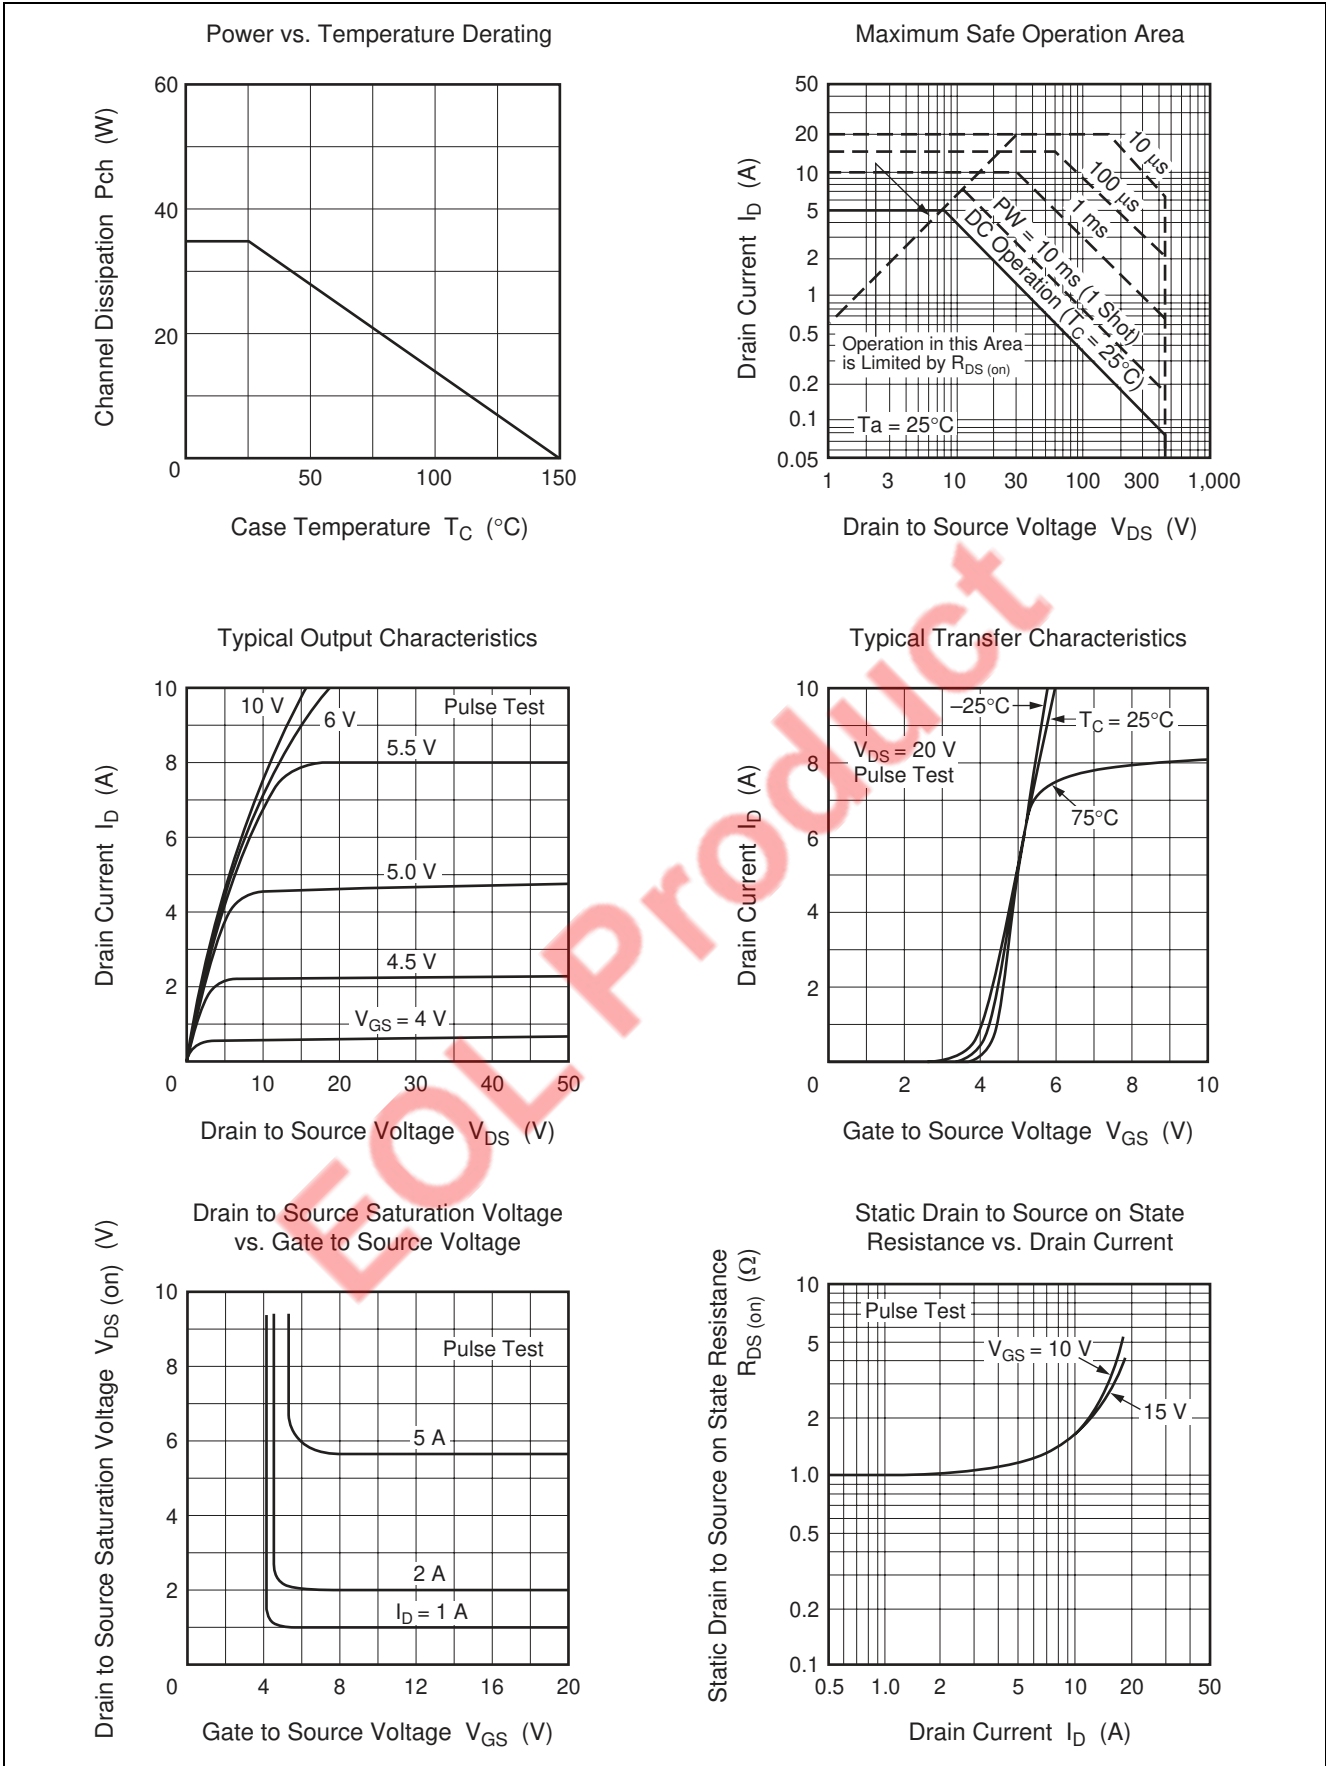 Power vs. Temperature Derating
60
40
20
0
50
100
150
Channel Dissipation Pch (W)
Case Temperature TC (°C)
Maximum Safe Operation Area
50
20
10
5
2
1
0.5
0.2
0.1
0.05
1
3
10
30
100
300
1,000
Drain Current ID (A)
10 μs
100 μs
1 ms
PW = 10 ms (1 Shot)
DC Operation (TC = 25°C)
Operation in this Area
is Limited by RDS (on)
Ta = 25°C
Drain to Source Voltage VDS (V)
Typical Output Characteristics
10
8
6
4
2
0
10
20
30
40
50
Drain Current ID (A)
10 V
6 V
Pulse Test
5.5 V
5.0 V
4.5 V
VGS = 4 V
Drain to Source Voltage VDS (V)
Typical Transfer Characteristics
10
8
6
4
2
0
2
4
6
8
10
Drain Current ID (A)
–25°C
TC = 25°C
VDS = 20 V
Pulse Test
75°C
Gate to Source Voltage VGS (V)
Drain to Source Saturation Voltage
vs. Gate to Source Voltage
10
8
6
4
2
0
4
8
12
16
20
Drain to Source Saturation Voltage VDS (on) (V)
Pulse Test
5 A
2 A
ID = 1 A
Gate to Source Voltage VGS (V)
Static Drain to Source on State
Resistance vs. Drain Current
10
5
2
1.0
0.5
0.2
0.1
0.5
1.0
2
5
10
20
50
Static Drain to Source on State Resistance
RDS (on) (Ω)
Pulse Test
VGS = 10 V
15 V
Drain Current ID (A)
EOL Product